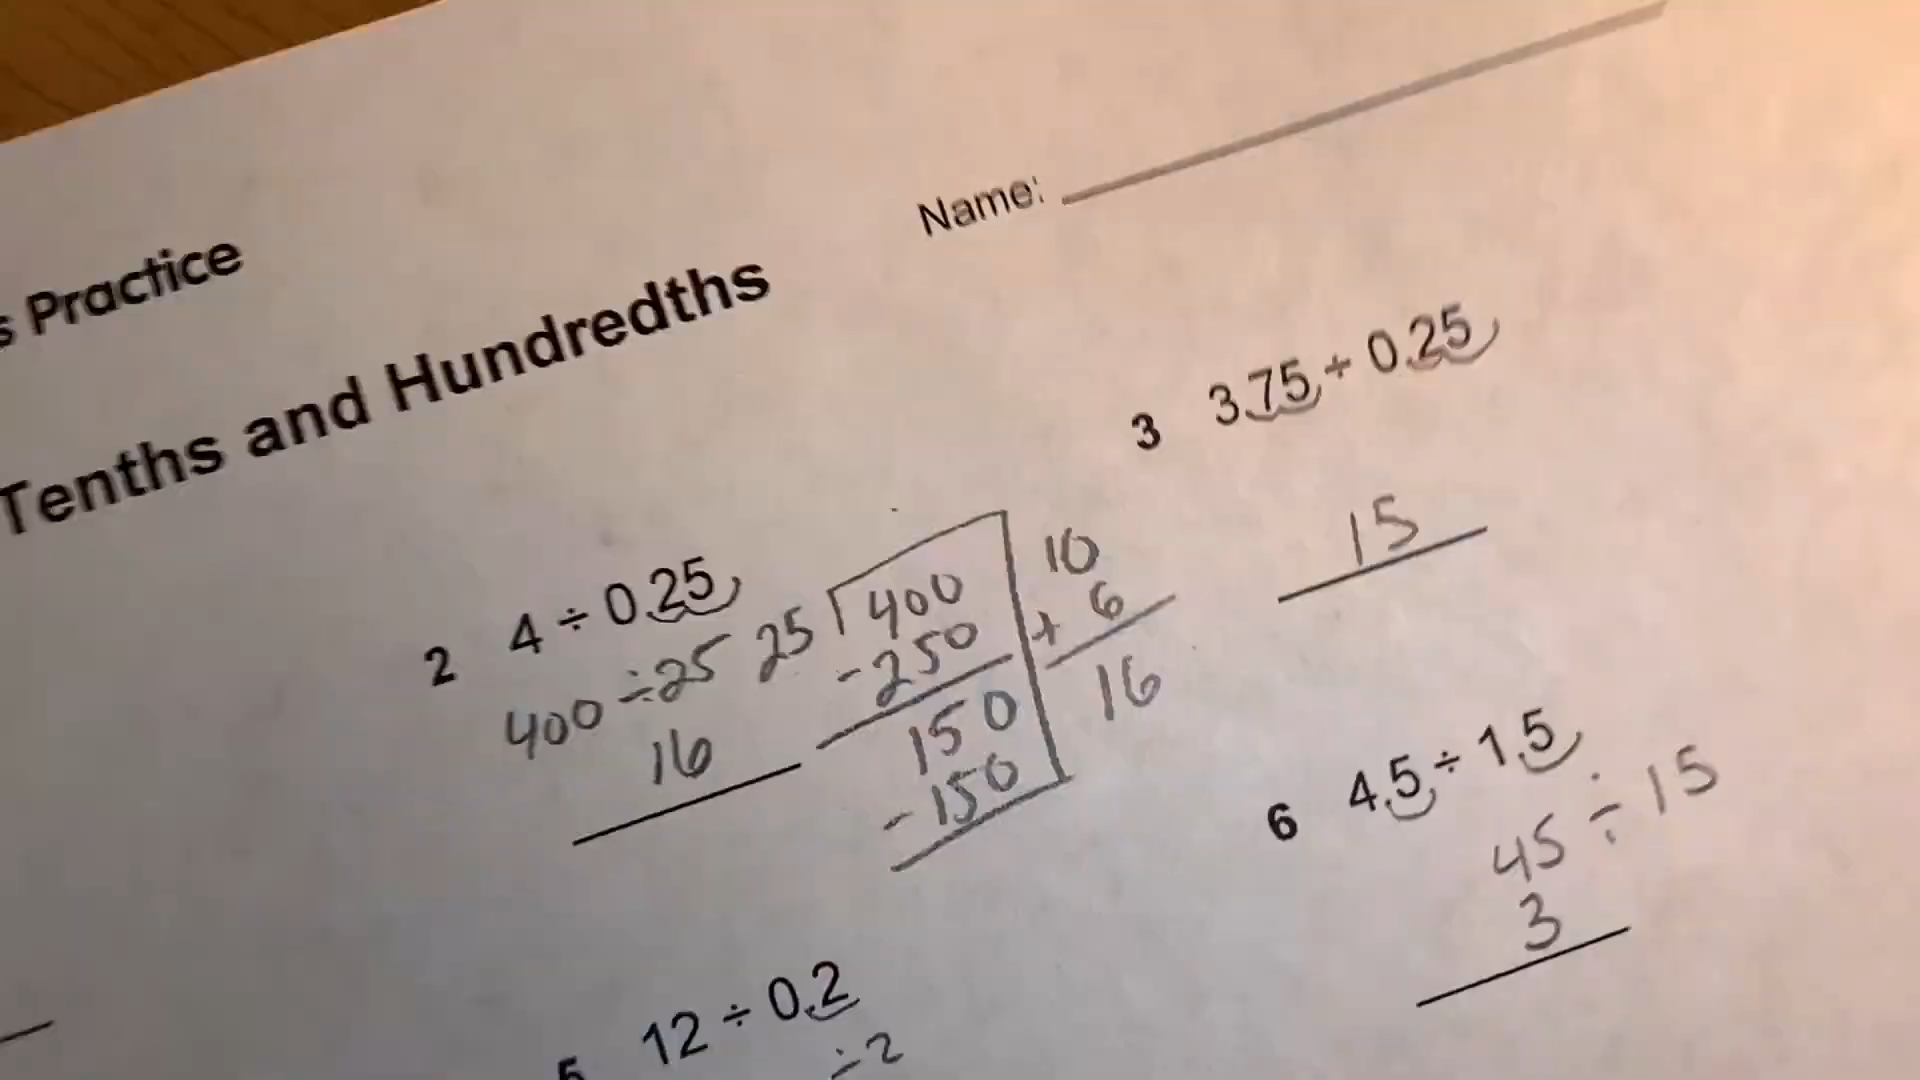 Name:
s Practice
Tenths and Hundredths
3 3.75 ÷ 0.25
15
2 4 ÷ 0.25
400 ÷ 25
16
25 400 10
-250 + 6
150 16
-150
6 4.5 ÷ 1.5
45 ÷ 15
3
5 12 ÷ 0.2
÷2